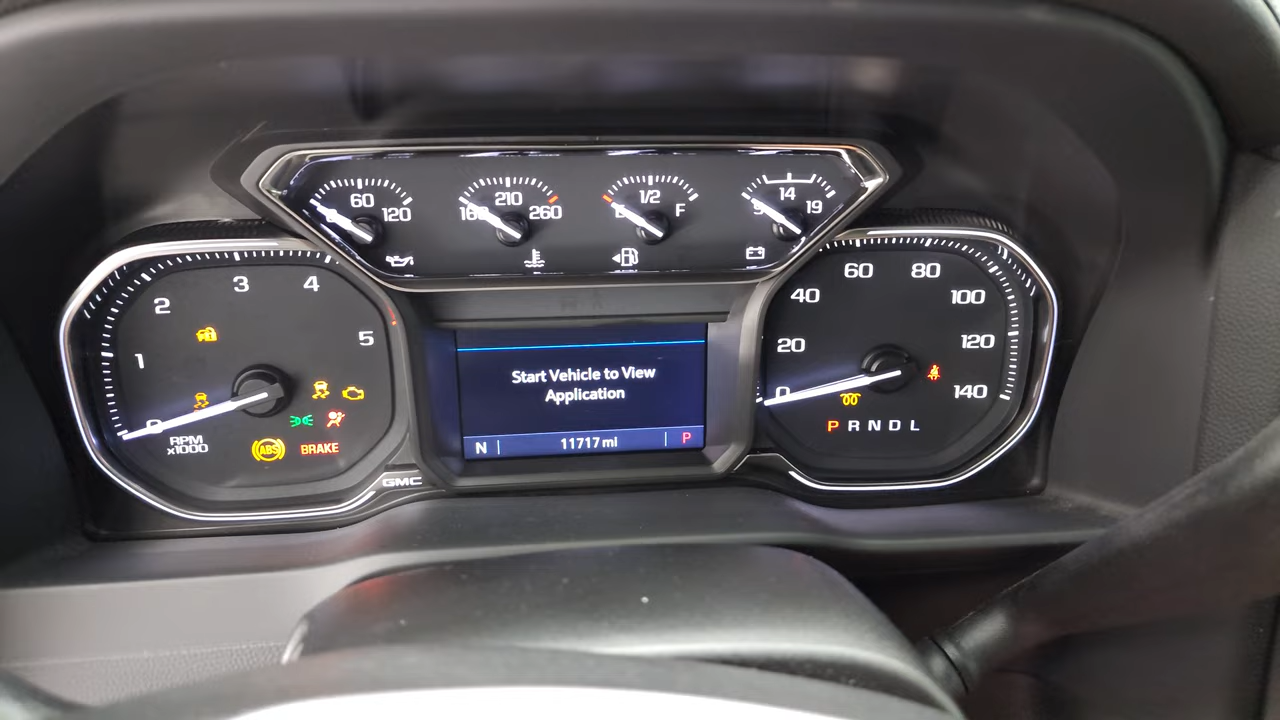 60
120
210
260
1/2
F
14
19
1
2
3
4
5
0
RPM
x1000
ABS
BRAKE
GMC
Start Vehicle to View
Application
N 11717 mi P
0
20
40
60
80
100
120
140
P R N D L